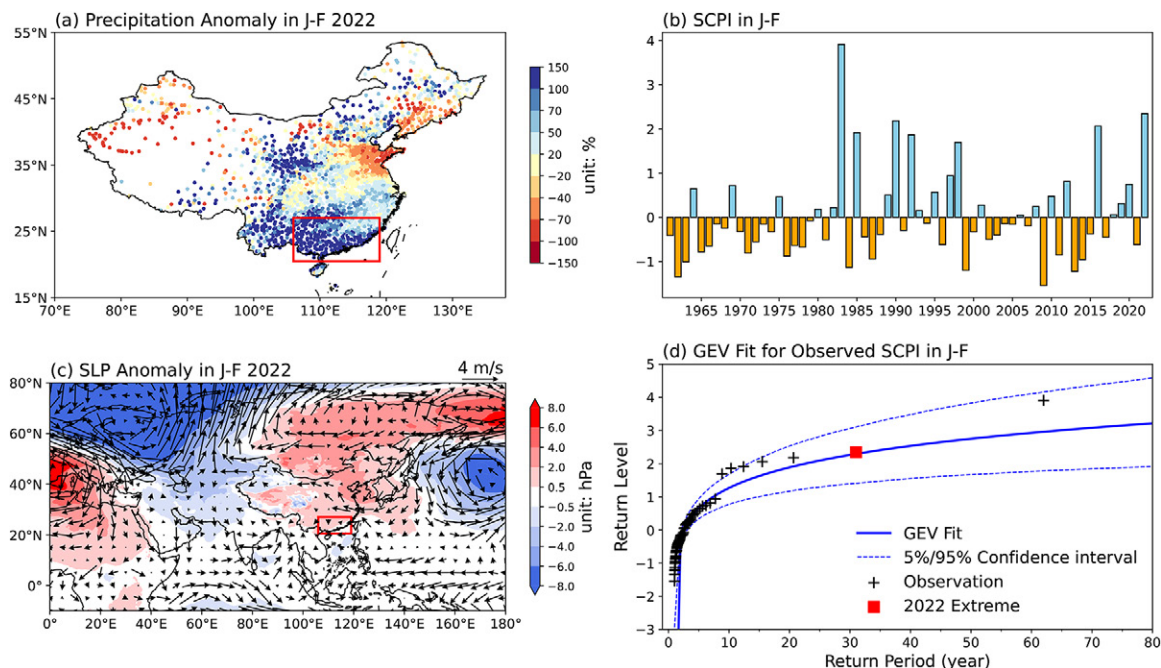 (a) Precipitation Anomaly in J-F 2022
55°N
45°N
35°N
25°N
15°N
70°E 80°E 90°E 100°E 110°E 120°E 130°E
150
100
70
50
20
−20
−40
−70
−100
−150
unit: %
(b) SCPI in J-F
4
3
2
1
0
−1
1965 1970 1975 1980 1985 1990 1995 2000 2005 2010 2015 2020
(c) SLP Anomaly in J-F 2022
4 m/s
80°N
60°N
40°N
20°N
0°
0° 20°E 40°E 60°E 80°E 100°E 120°E 140°E 160°E 180°
8.0
6.0
4.0
2.0
0.5
−0.5
−2.0
−4.0
−6.0
−8.0
unit: hPa
(d) GEV Fit for Observed SCPI in J-F
5
4
3
2
1
0
−1
−2
−3
Return Level
GEV Fit
5%/95% Confidence interval
Observation
2022 Extreme
0 10 20 30 40 50 60 70 80
Return Period (year)